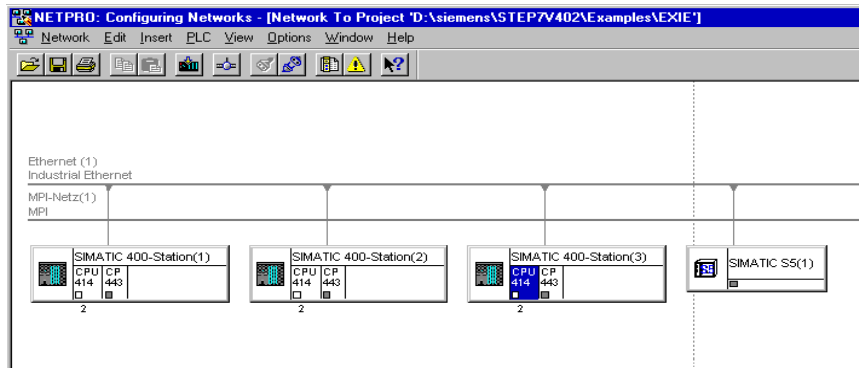 NETPRO: Configuring Networks - [Network To Project 'D:\siemens\STEP7V402\Examples\EXIE']
Network Edit Insert PLC View Options Window Help
Ethernet (1)
Industrial Ethernet
MPI-Netz(1)
MPI
SIMATIC 400-Station(1)
CPU CP
414 443
2
SIMATIC 400-Station(2)
CPU CP
414 443
2
SIMATIC 400-Station(3)
CPU CP
414 443
2
SIMATIC S5(1)